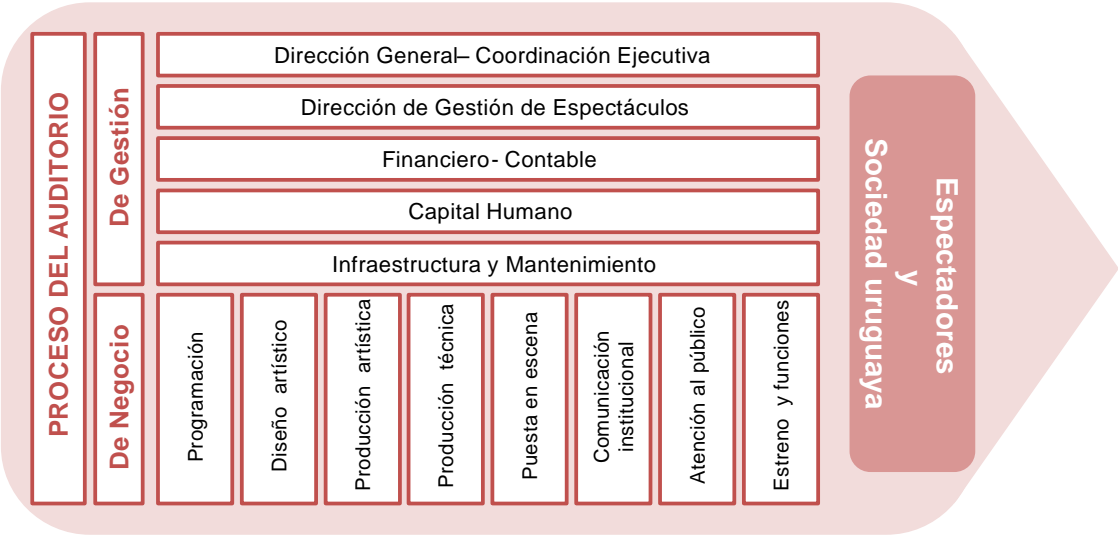 PROCESO DEL AUDITORIO
De Gestión
Dirección General– Coordinación Ejecutiva
Dirección de Gestión de Espectáculos
Financiero- Contable
Capital Humano
Infraestructura y Mantenimiento
De Negocio
Programación
Diseño artístico
Producción artística
Producción técnica
Puesta en escena
Comunicación
institucional
Atención al público
Estreno y funciones
Espectadores
y
Sociedad uruguaya